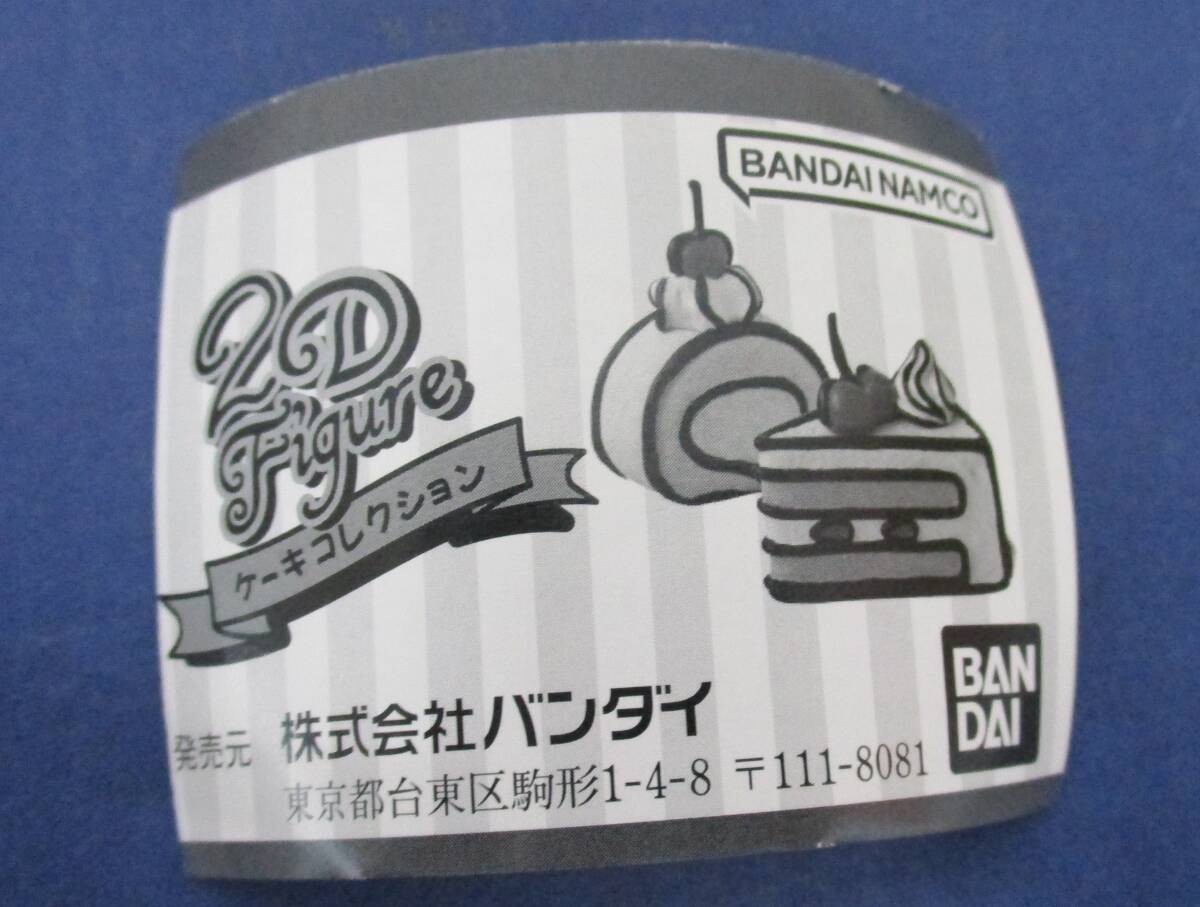 BANDAI NAMCO
2D
Figure
ケーキコレクション
発売元 株式会社バンダイ
東京都台東区駒形1-4-8 〒111-8081
BAN
DAI